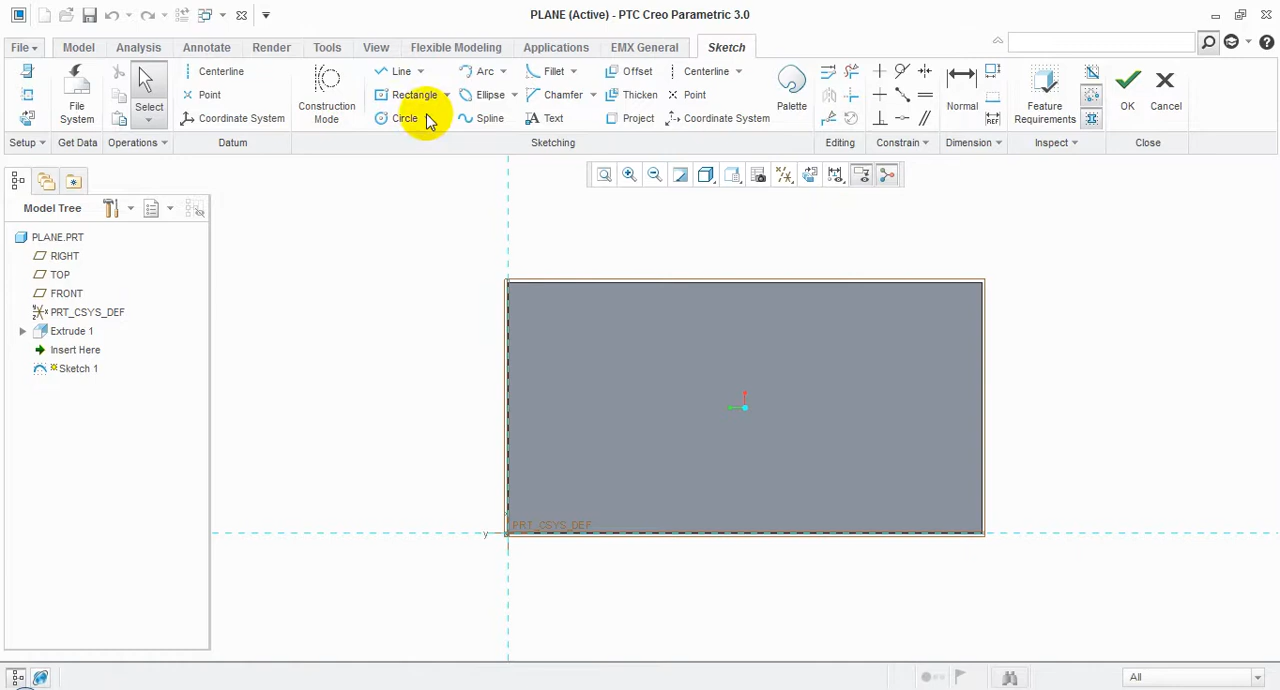 PLANE (Active) - PTC Creo Parametric 3.0
File Model Analysis Annotate Render Tools View Flexible Modeling Applications EMX General Sketch
Centerline Line Arc Fillet Offset Centerline
Point Rectangle Ellipse Chamfer Thicken Point
Coordinate System Circle Spline Text Project Coordinate System
File System
Select
Construction Mode
Palette
Normal
REF
Feature Requirements
OK
Cancel
Setup Get Data Operations Datum Sketching Editing Constrain Dimension Inspect Close
Model Tree
PLANE.PRT
RIGHT
TOP
FRONT
PRT_CSYS_DEF
Extrude 1
Insert Here
Sketch 1
PRT_CSYS_DEF
y
All